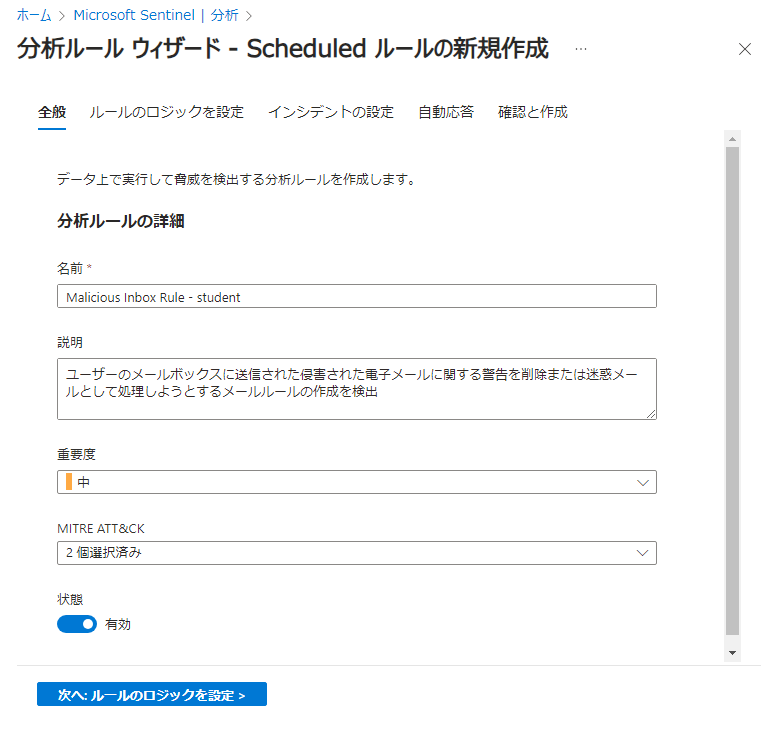 ホーム > Microsoft Sentinel | 分析 >
分析ルール ウィザード - Scheduled ルールの新規作成 ...
全般 ルールのロジックを設定 インシデントの設定 自動応答 確認と作成
データ上で実行して脅威を検出する分析ルールを作成します。
分析ルールの詳細
名前 *
Malicious Inbox Rule - student
説明
ユーザーのメールボックスに送信された侵害された電子メールに関する警告を削除または迷惑メー
ルとして処理しようとするメールルールの作成を検出
重要度
中
MITRE ATT&CK
2 個選択済み
状態
有効
次へ: ルールのロジックを設定 >